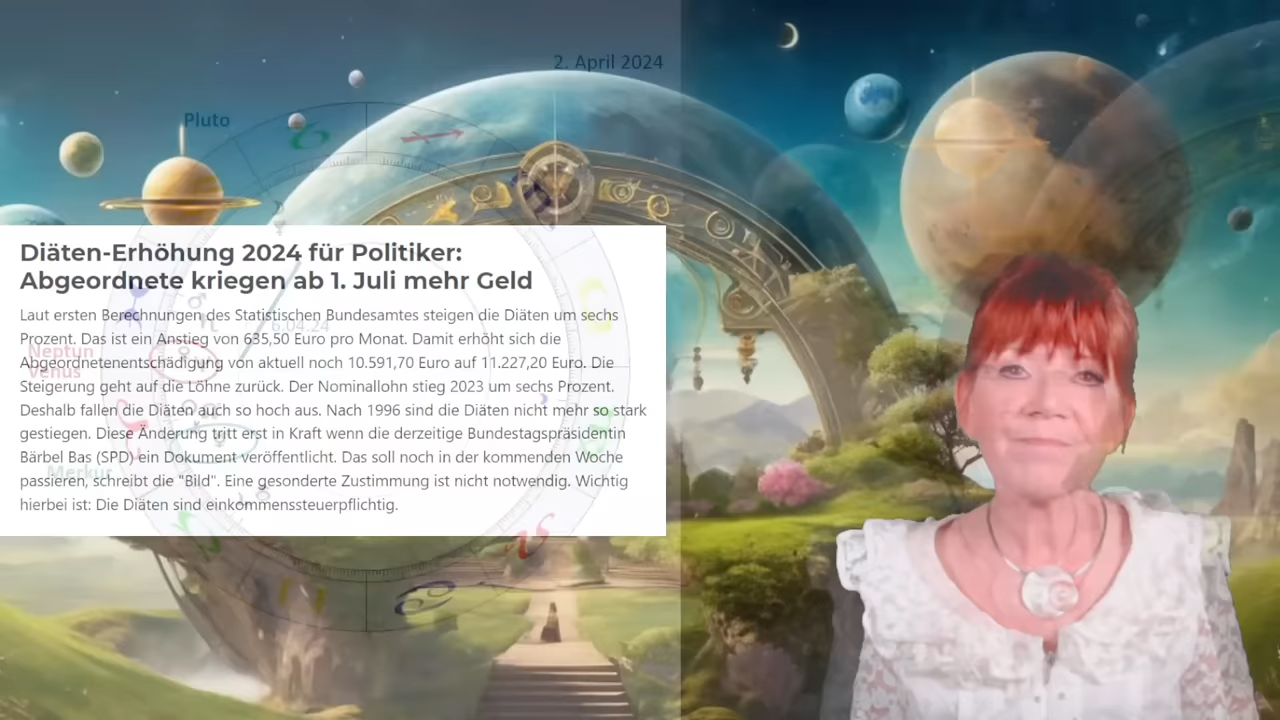 2. April 2024
Pluto
Diäten-Erhöhung 2024 für Politiker:
Abgeordnete kriegen ab 1. Juli mehr Geld
Laut ersten Berechnungen des Statistischen Bundesamtes steigen die Diäten um sechs
Prozent. Das ist ein Anstieg von 635,50 Euro pro Monat. Damit erhöht sich die
Abgeordnetenentschädigung von aktuell noch 10.591,70 Euro auf 11.227,20 Euro. Die
Steigerung geht auf die Löhne zurück. Der Nominallohn stieg 2023 um sechs Prozent.
Deshalb fallen die Diäten auch so hoch aus. Nach 1996 sind die Diäten nicht mehr so stark
gestiegen. Diese Änderung tritt erst in Kraft wenn die derzeitige Bundestagspräsidentin
Bärbel Bas (SPD) ein Dokument veröffentlicht. Das soll noch in der kommenden Woche
passieren, schreibt die "Bild". Eine gesonderte Zustimmung ist nicht notwendig. Wichtig
hierbei ist: Die Diäten sind einkommenssteuerpflichtig.
6.04.24
Neptun
Venus
Merkur